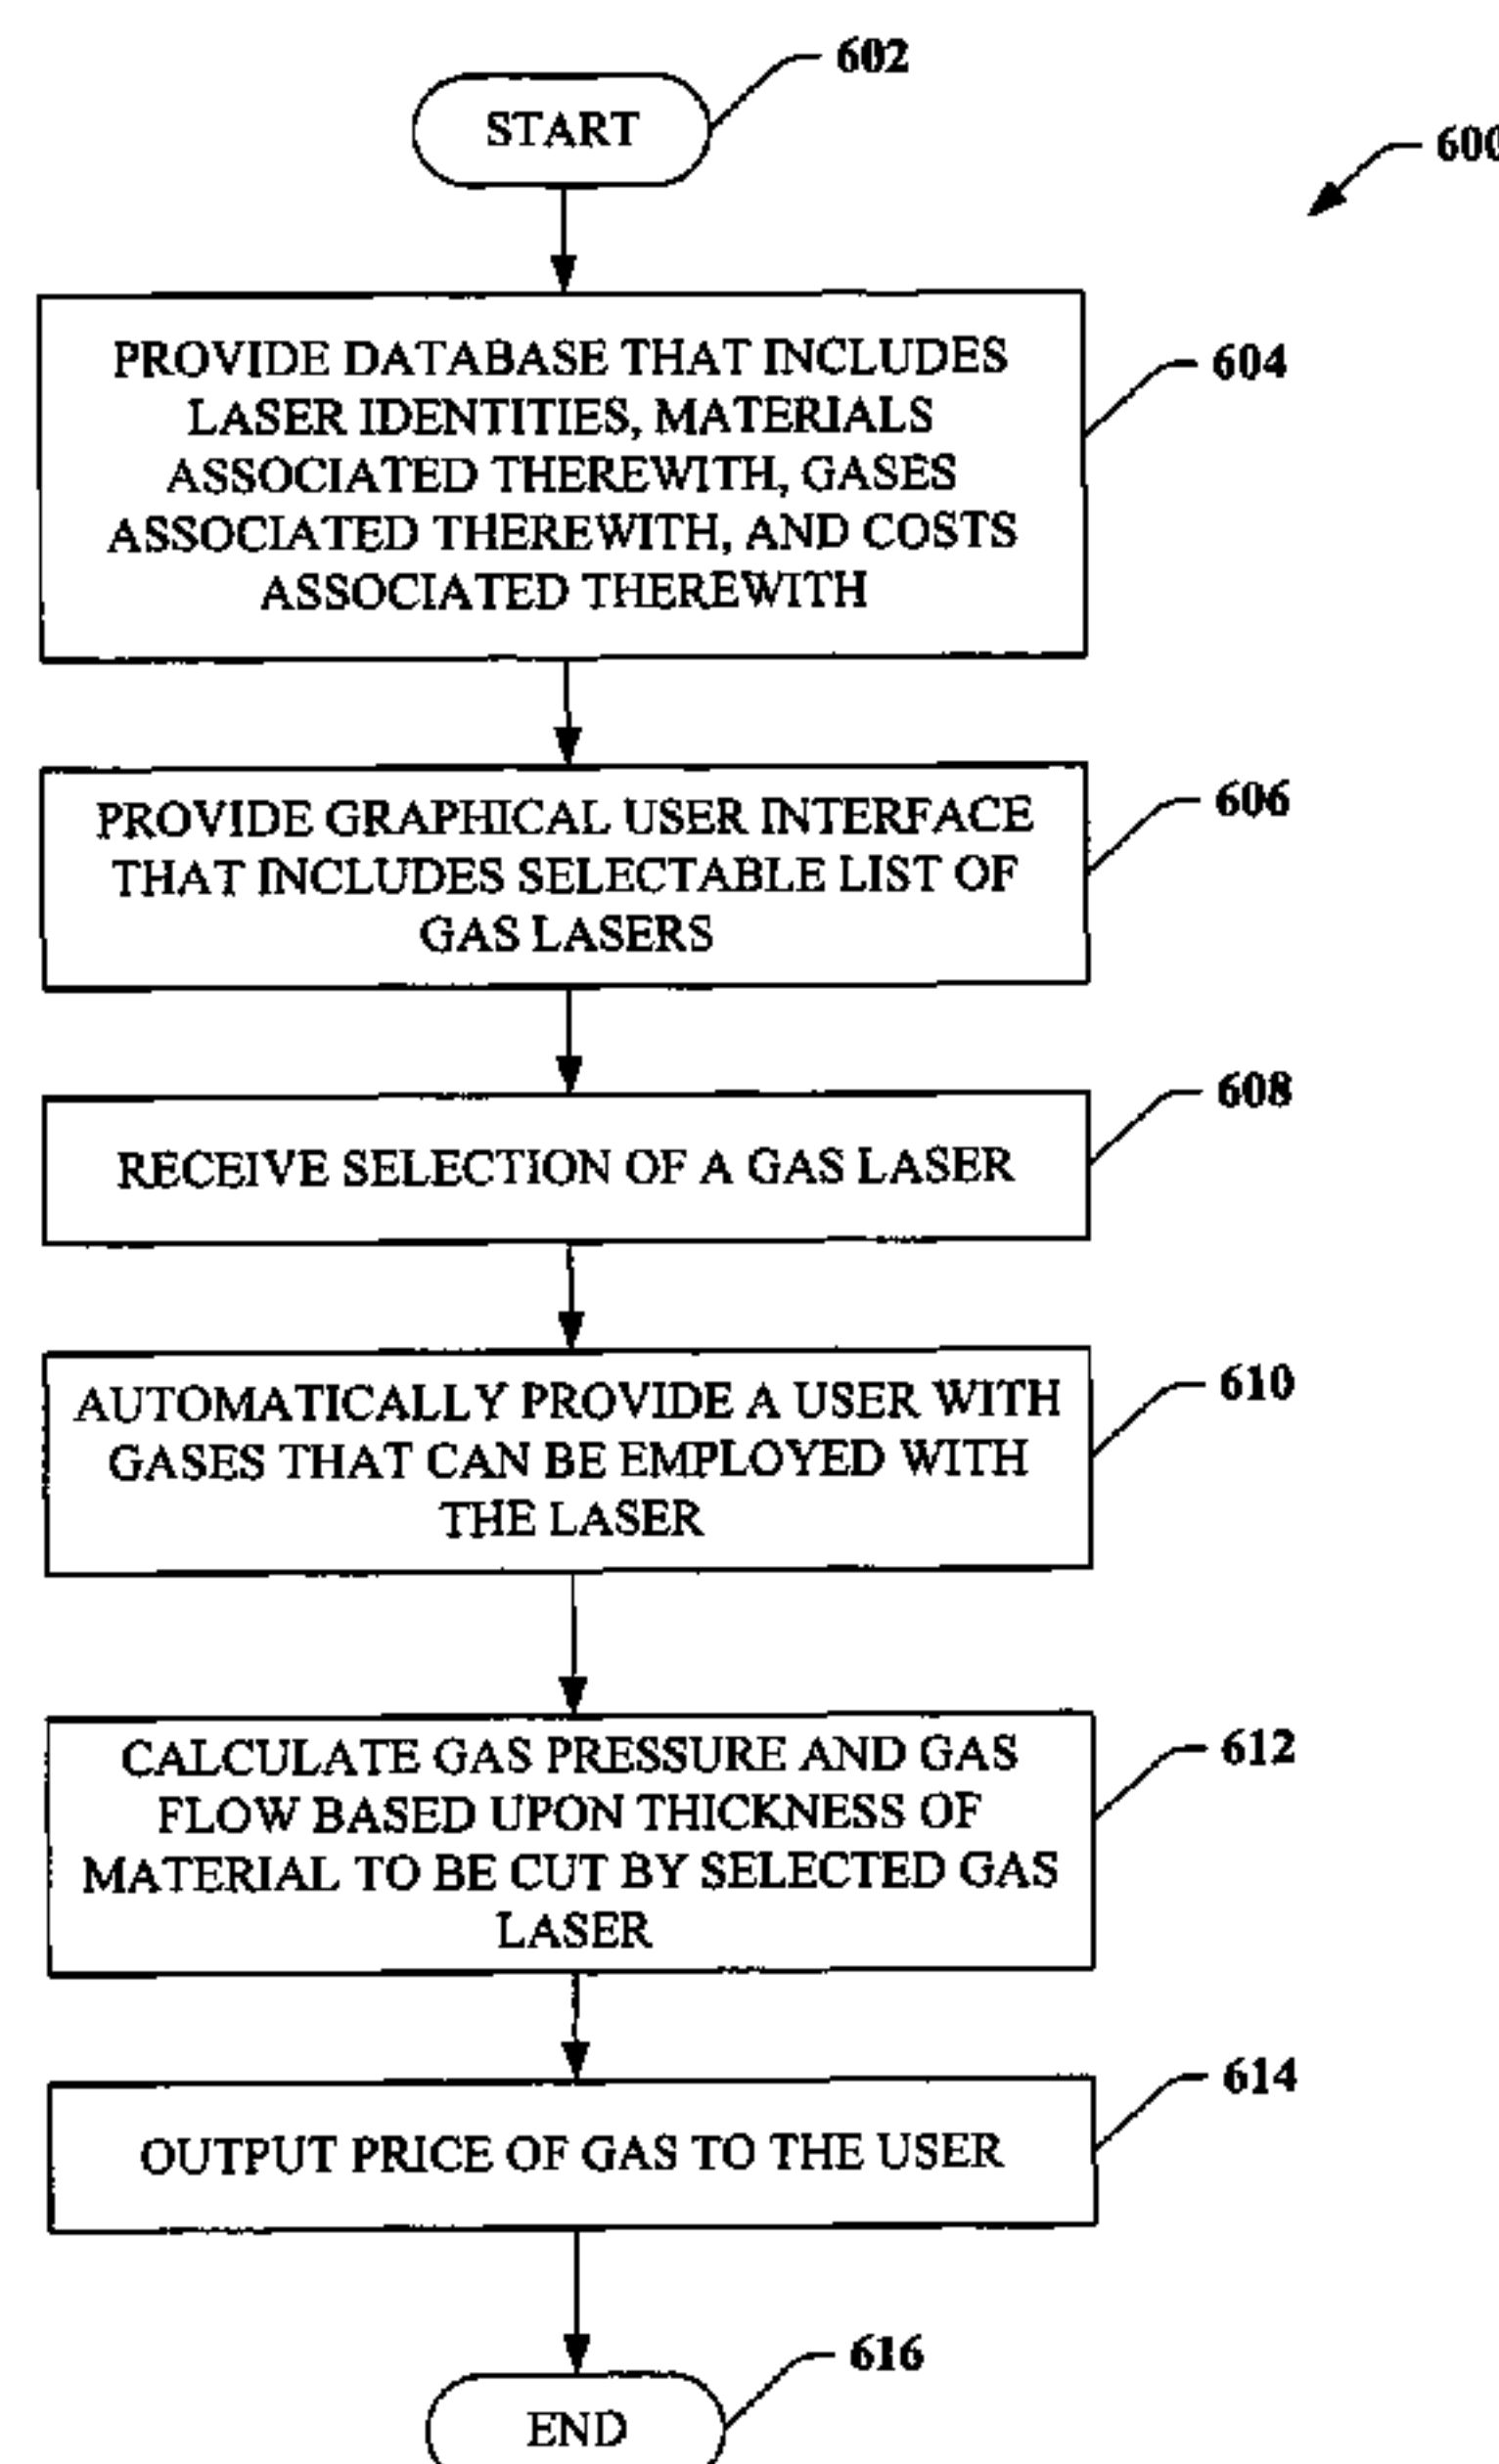 602
START
600
PROVIDE DATABASE THAT INCLUDES
LASER IDENTITIES, MATERIALS
ASSOCIATED THEREWITH, GASES
ASSOCIATED THEREWITH, AND COSTS
ASSOCIATED THEREWITH
604
PROVIDE GRAPHICAL USER INTERFACE
THAT INCLUDES SELECTABLE LIST OF
GAS LASERS
606
RECEIVE SELECTION OF A GAS LASER
608
AUTOMATICALLY PROVIDE A USER WITH
GASES THAT CAN BE EMPLOYED WITH
THE LASER
610
CALCULATE GAS PRESSURE AND GAS
FLOW BASED UPON THICKNESS OF
MATERIAL TO BE CUT BY SELECTED GAS
LASER
612
OUTPUT PRICE OF GAS TO THE USER
614
616
END